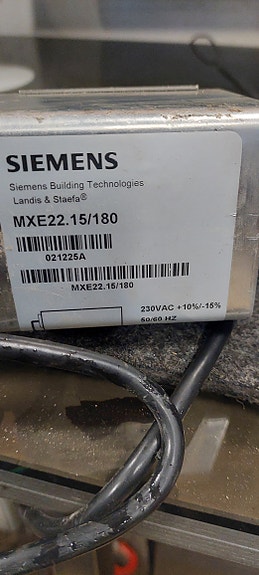 SIEMENS
Siemens Building Technologies
Landis & Staefa®
MXE22.15/180
021225A
MXE22.15/180
230VAC +10%/-15%
50/60 HZ